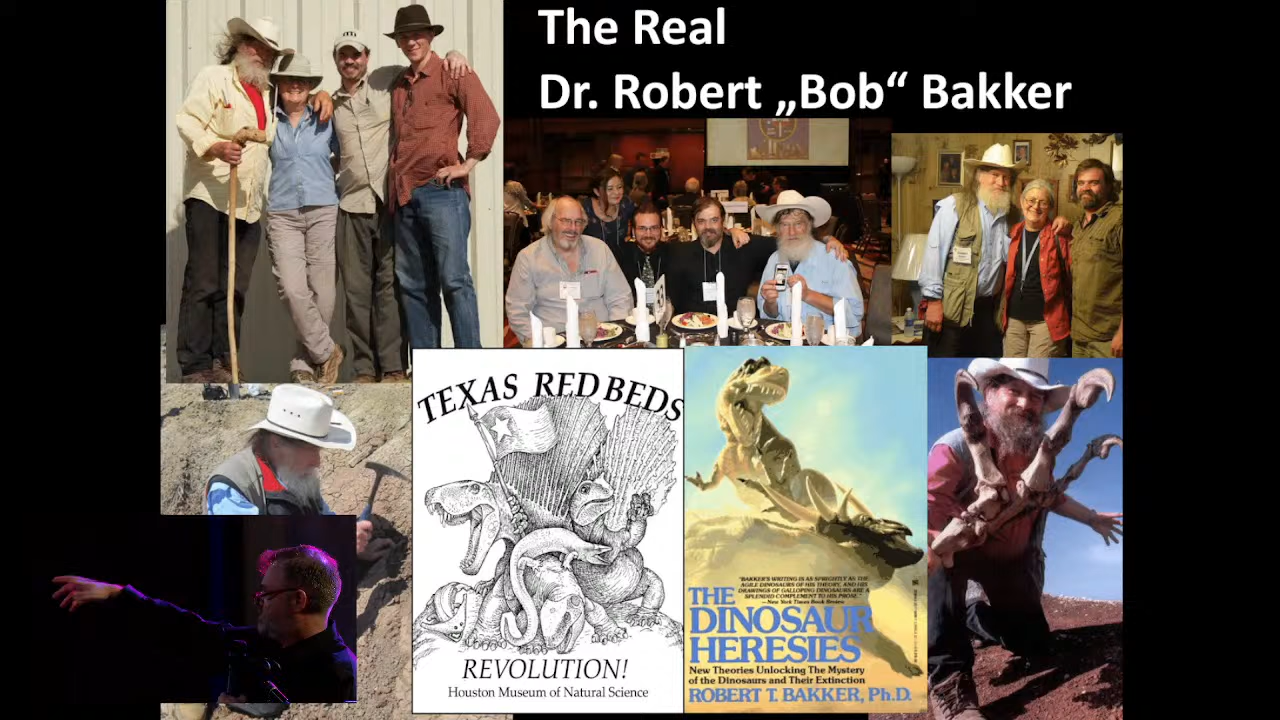 The Real
Dr. Robert „Bob“ Bakker
TEXAS RED BEDS
REVOLUTION!
Houston Museum of Natural Science
"BAKKER'S WRITING IS AS SPRIGHTLY AS THE
AGILE DINOSAURS OF HIS THEORY, AND HIS
DRAWINGS OF GALLOPING DINOSAURS ARE A
SPLENDID COMPLEMENT TO HIS PROSE."
—New York Times Book Review
THE
DINOSAUR
HERESIES
New Theories Unlocking The Mystery
of the Dinosaurs and Their Extinction
ROBERT T. BAKKER, Ph.D.